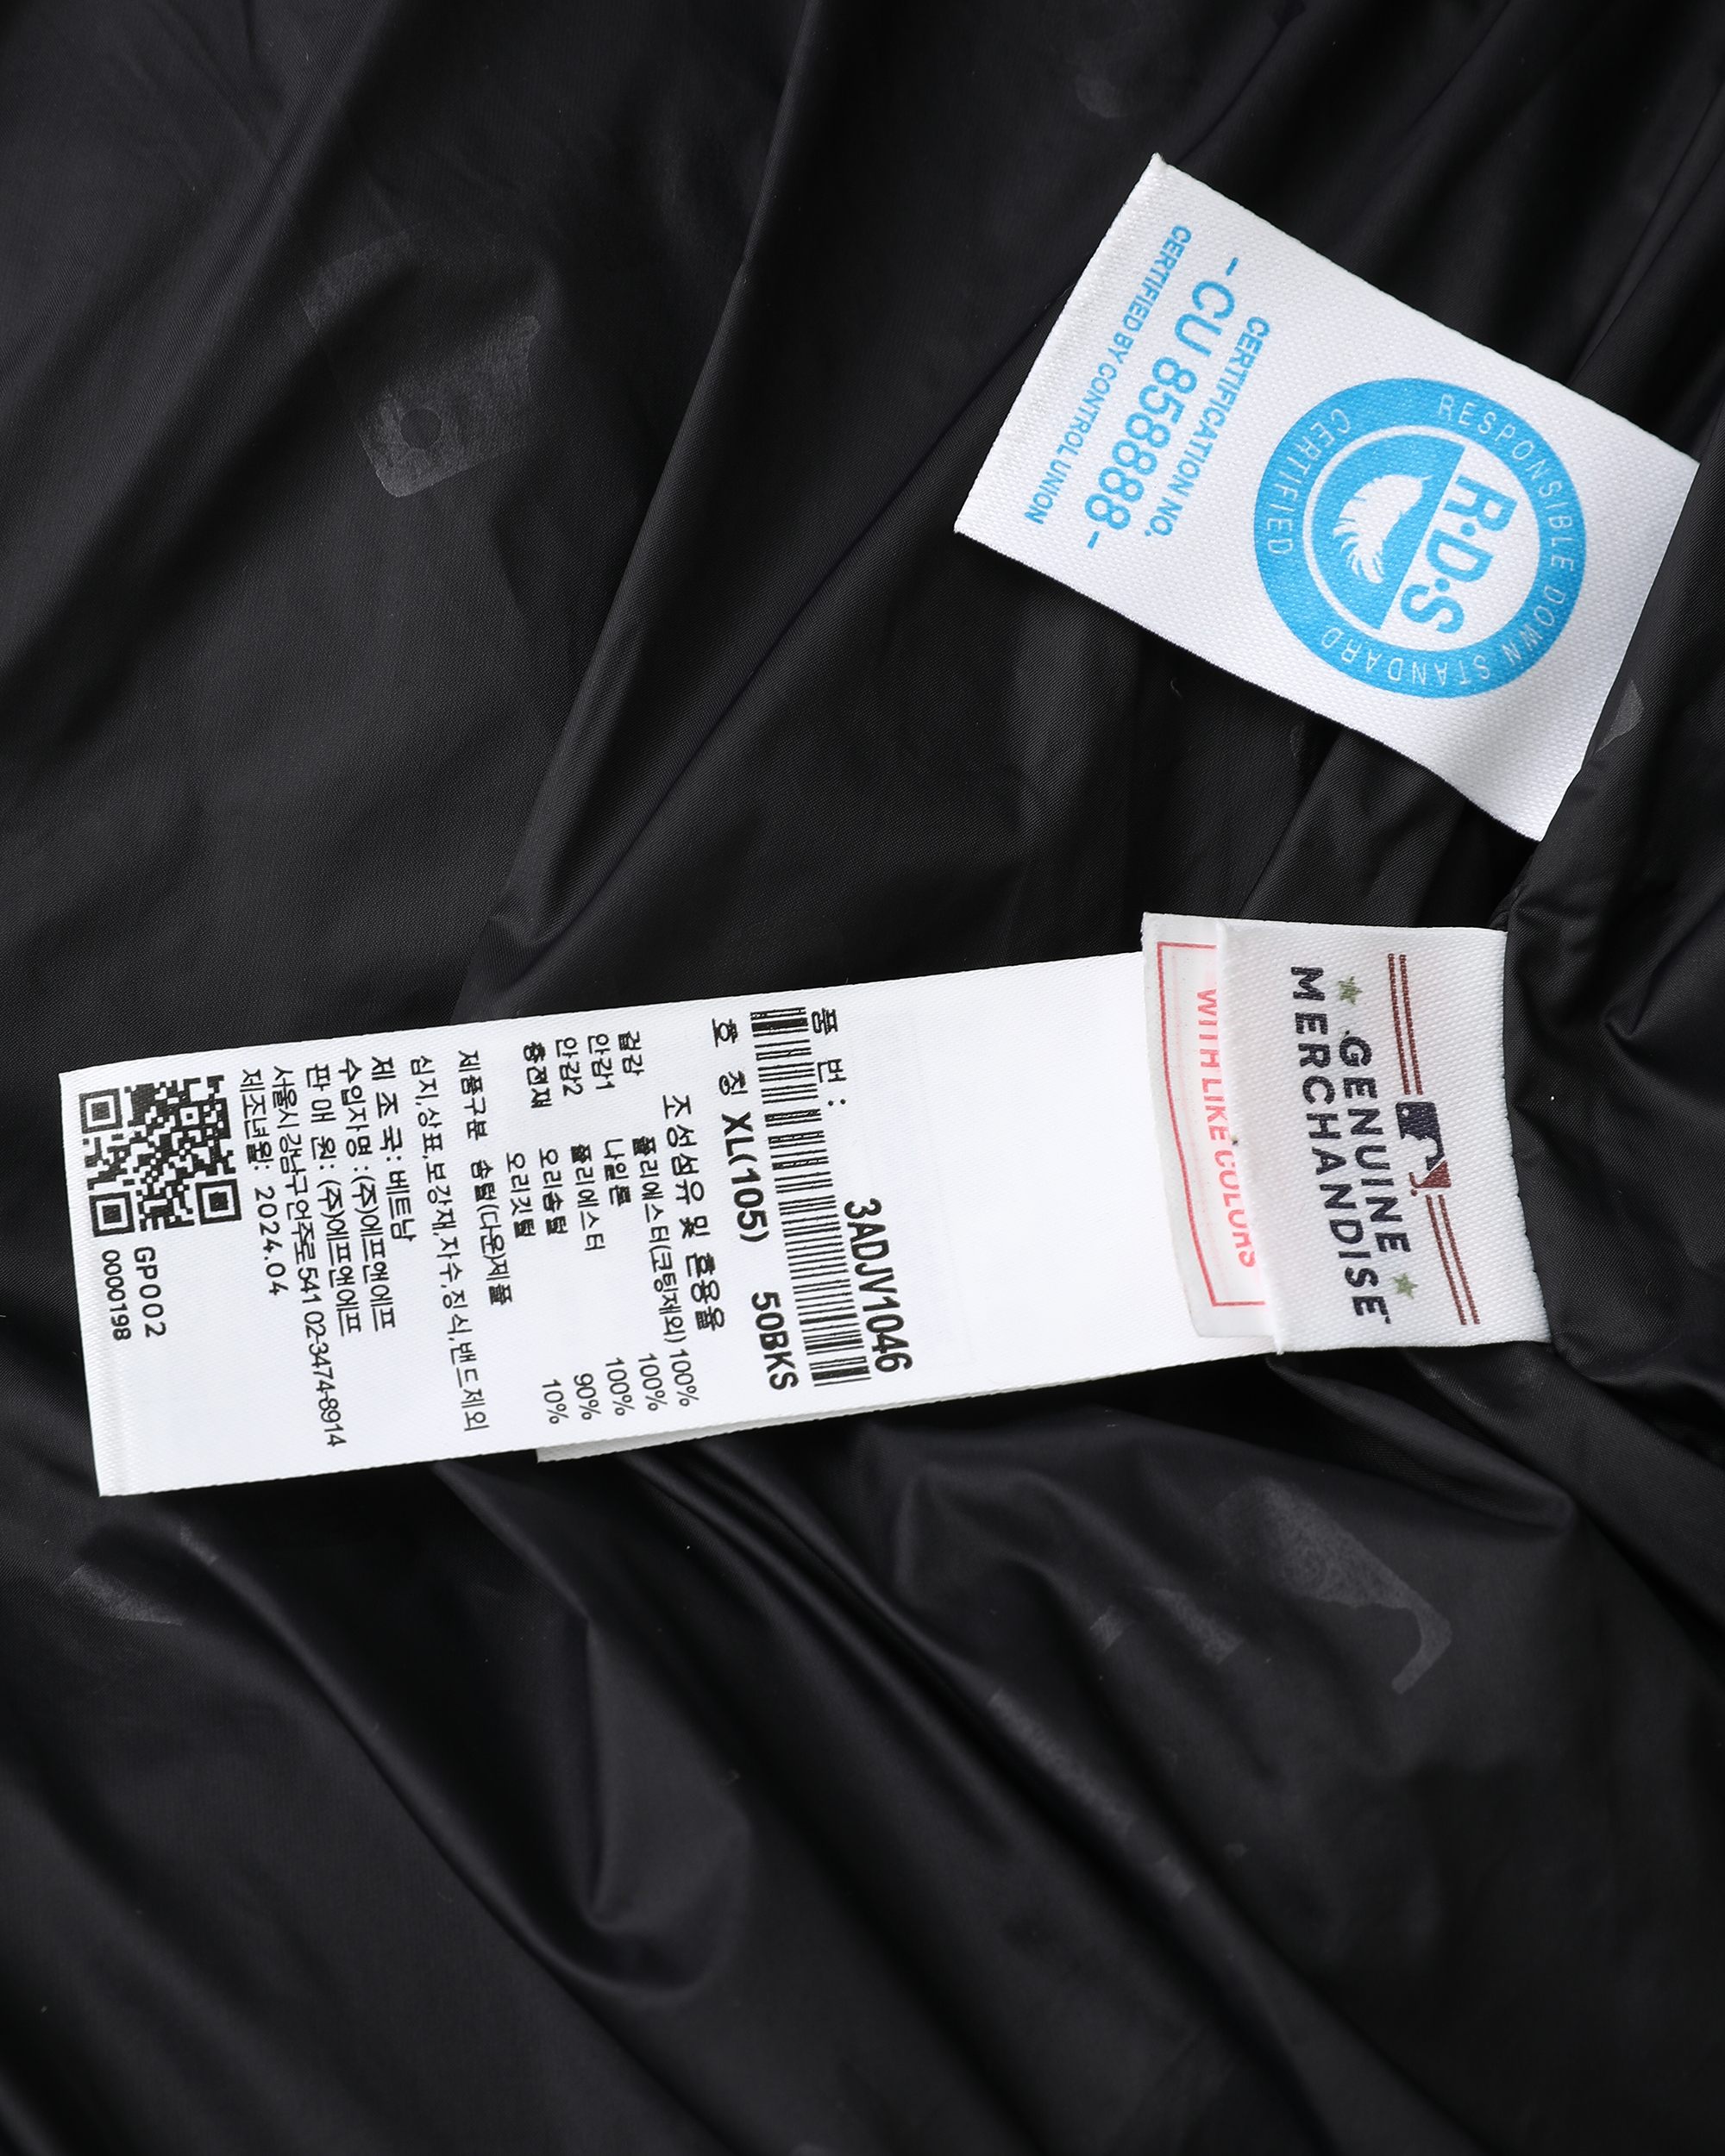 RESPONSIBLE DOWN STANDARD
CERTIFIED
R·D·S
CERTIFICATION NO.
-CU 858888-
CERTIFIED BY CONTROL UNION
GENUINE
MERCHANDISE
WITH LIKE COLORS
품 번 :
3ADJV1046
호 칭 XL(105) 50BKS
조성섬유 및 혼용율
겉감 폴리에스터(코팅제외) 100%
안감1 나일론 100%
안감2 폴리에스터 100%
충전재 오리솜털 90%
오리깃털 10%
제품구분 솜털(다운)제품
심지,상표,보강재,자수,장식,밴드제외
제 조 국 : 베트남
수입자명 : (주)에프앤에프
판 매 원 : (주)에프앤에프
서울시 강남구 언주로 541 02-3474-8914
제조년월: 2024.04
GP002
0000198